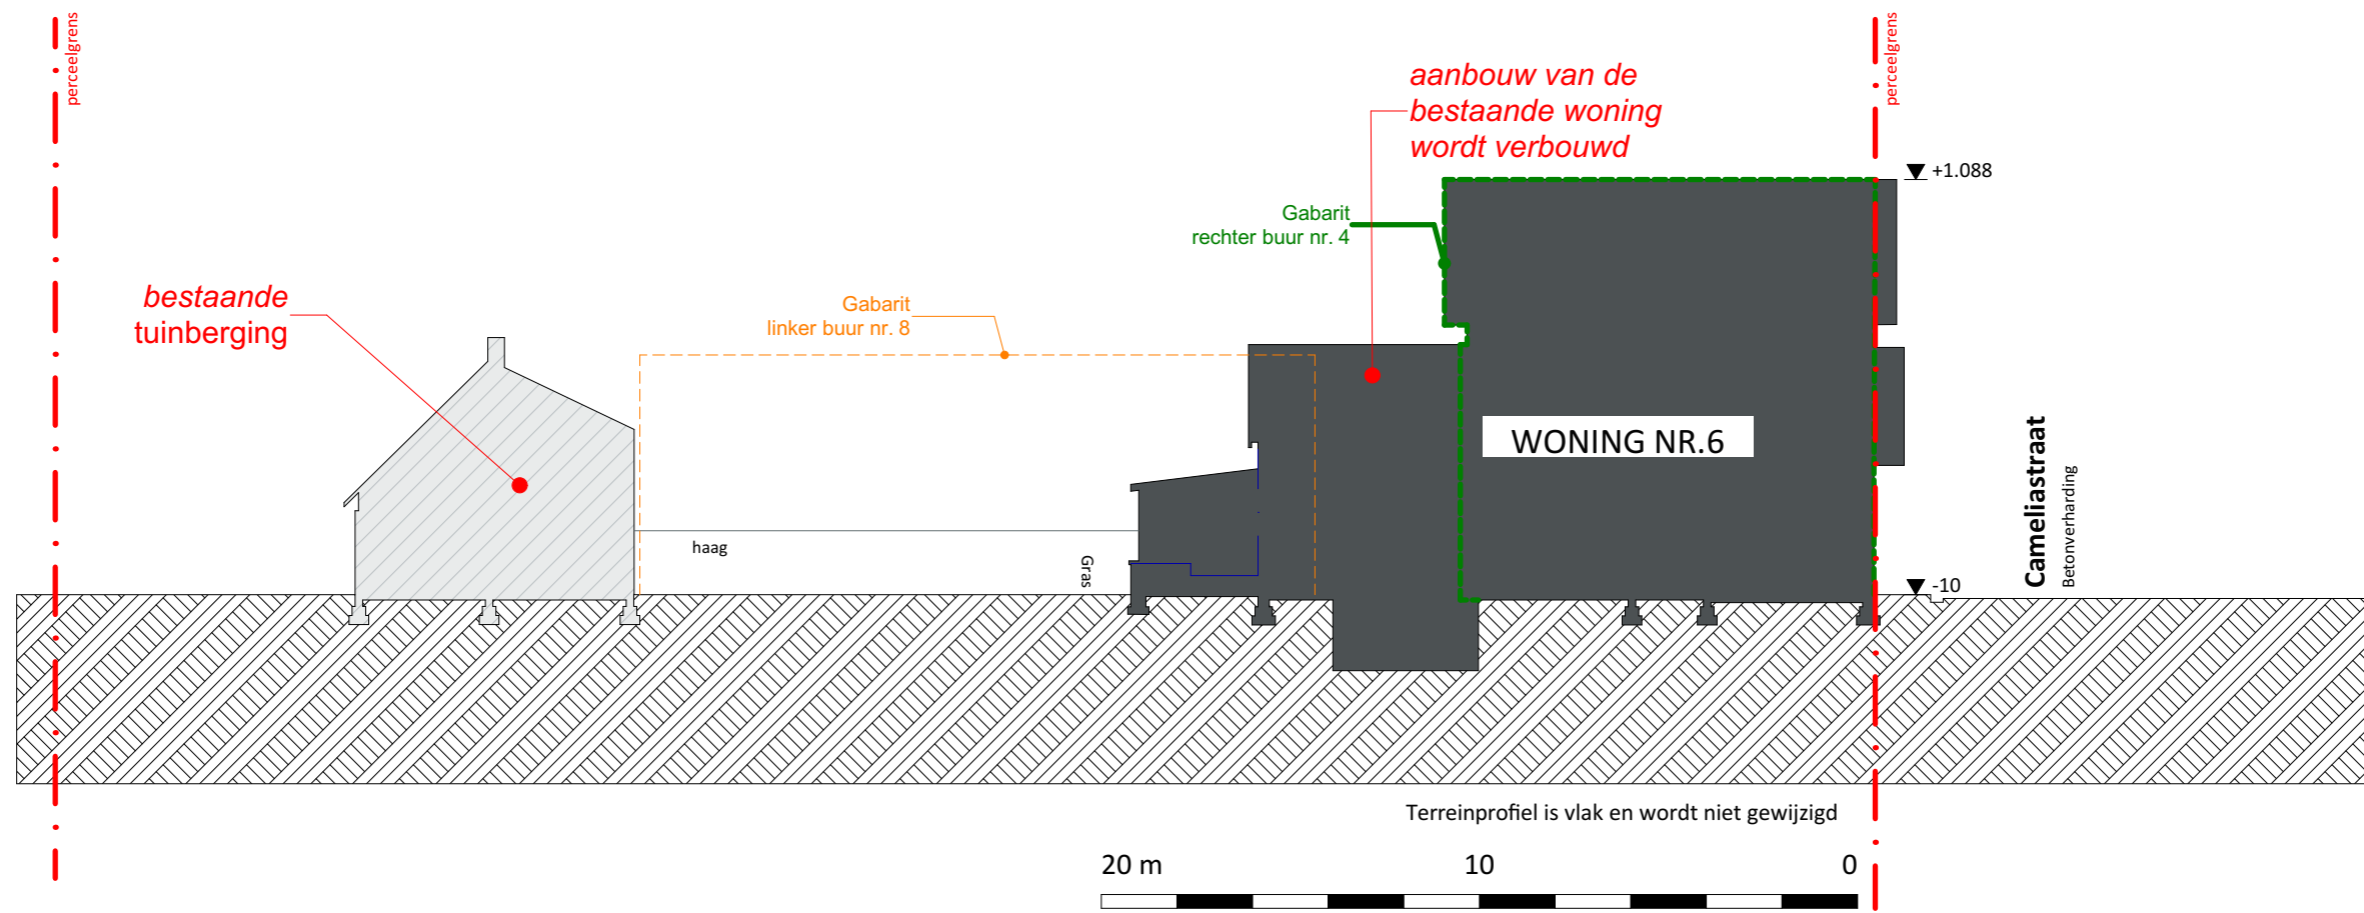 perceelgrens
perceelgrens
aanbouw van de
bestaande woning
wordt verbouwd
+1.088
Gabarit
rechter buur nr. 4
bestaande
tuinberging
Gabarit
linker buur nr. 8
WONING NR.6
Cameliastraat
Betonverharding
haag
Gras
-10
Terreinprofiel is vlak en wordt niet gewijzigd
20 m 10 0